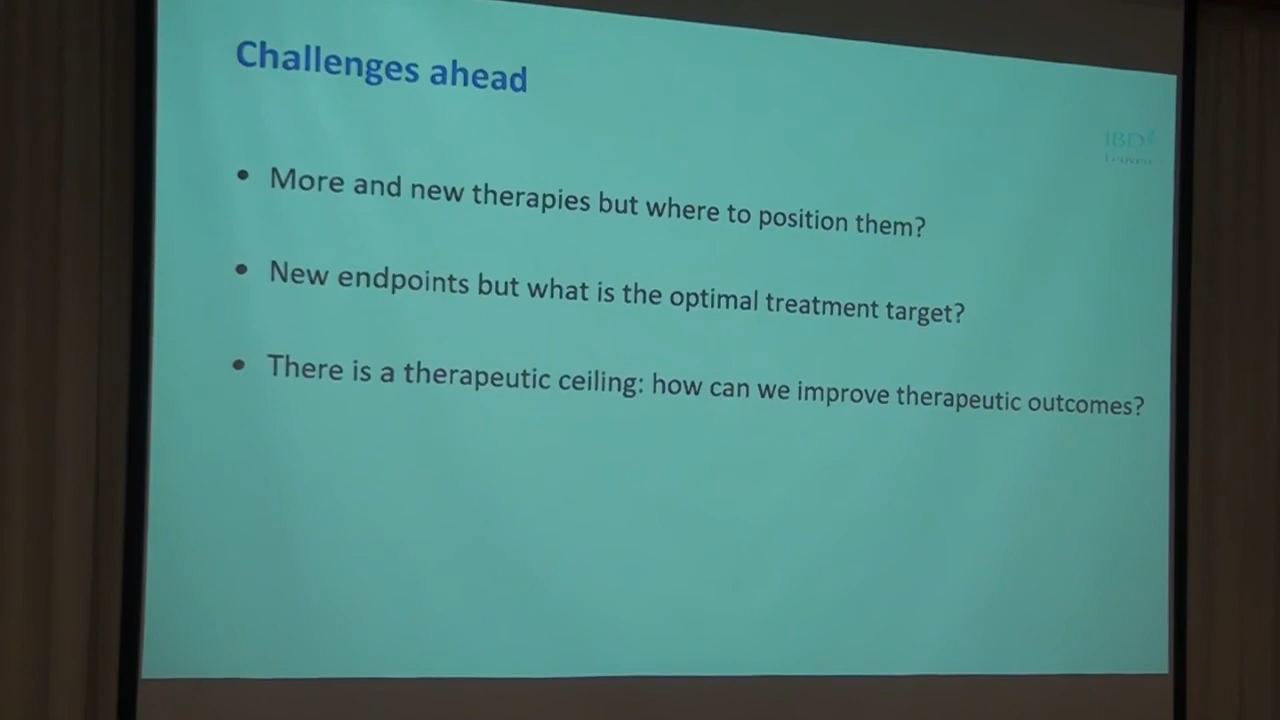 Challenges ahead
IBD
Leuven
• More and new therapies but where to position them?
• New endpoints but what is the optimal treatment target?
• There is a therapeutic ceiling: how can we improve therapeutic outcomes?